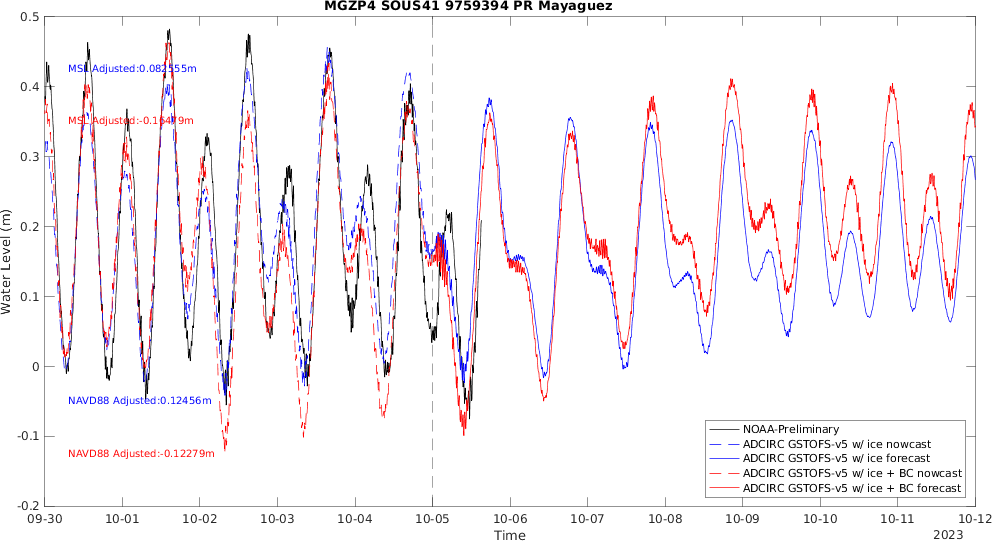 MGZP4 SOUS41 9759394 PR Mayaguez
0.5
0.4
0.3
0.2
0.1
0
-0.1
-0.2
Water Level (m)
MSL Adjusted:0.082555m
MSL Adjusted:-0.16479m
NAVD88 Adjusted:0.12456m
NAVD88 Adjusted:-0.12279m
NOAA-Preliminary
ADCIRC GSTOFS-v5 w/ ice nowcast
ADCIRC GSTOFS-v5 w/ ice forecast
ADCIRC GSTOFS-v5 w/ ice + BC nowcast
ADCIRC GSTOFS-v5 w/ ice + BC forecast
09-30 10-01 10-02 10-03 10-04 10-05 10-06 10-07 10-08 10-09 10-10 10-11 10-12
Time
2023